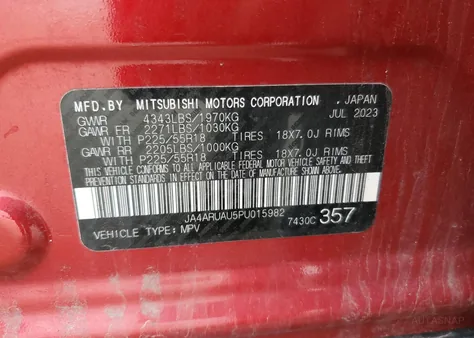 MFD.BY MITSUBISHI MOTORS CORPORATION , JAPAN
GVWR 4343LBS/1970KG JUL 2023
GAWR FR 2271LBS/1030KG
WITH P225/55R18 TIRES 18X7.0J RIMS
GAWR RR 2205LBS/1000KG
WITH P225/55R18 TIRES 18X7.0J RIMS
THIS VEHICLE CONFORMS TO ALL APPLICABLE FEDERAL MOTOR
VEHICLE SAFETY AND THEFT PREVENTION STANDARDS IN EFFECT
ON THE DATE OF MANUFACTURE SHOWN ABOVE.
JA4ARUAU5PU015982 7430C 357
VEHICLE TYPE: MPV